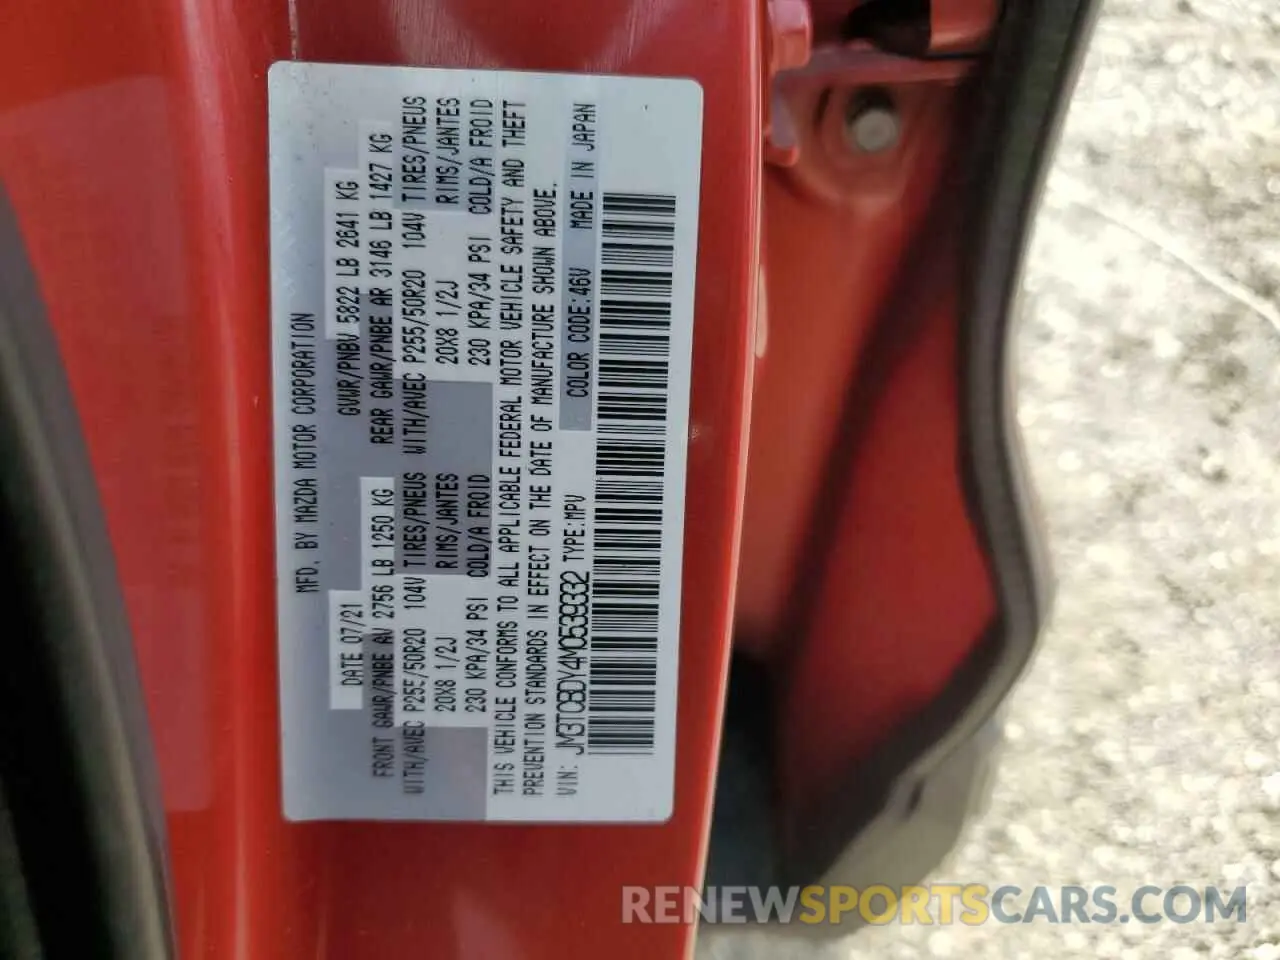 MFD. BY MAZDA MOTOR CORPORATION
DATE 07/21 GVWR/PNBV 5822 LB 2641 KG
FRONT GAWR/PNBE AV 2756 LB 1250 KG REAR GAWR/PNBE AR 3146 LB 1427 KG
WITH/AVEC P255/50R20 104V TIRES/PNEUS WITH/AVEC P255/50R20 104V TIRES/PNEUS
20X8 1/2J RIMS/JANTES 20X8 1/2J RIMS/JANTES
230 KPA/34 PSI COLD/A FROID 230 KPA/34 PSI COLD/A FROID
THIS VEHICLE CONFORMS TO ALL APPLICABLE FEDERAL MOTOR VEHICLE SAFETY AND THEFT
PREVENTION STANDARDS IN EFFECT ON THE DATE OF MANUFACTURE SHOWN ABOVE.
VIN: JM3TCBDY4M0539332 TYPE:MPV COLOR CODE:46V MADE IN JAPAN
RENEWSPORTSCARS.COM